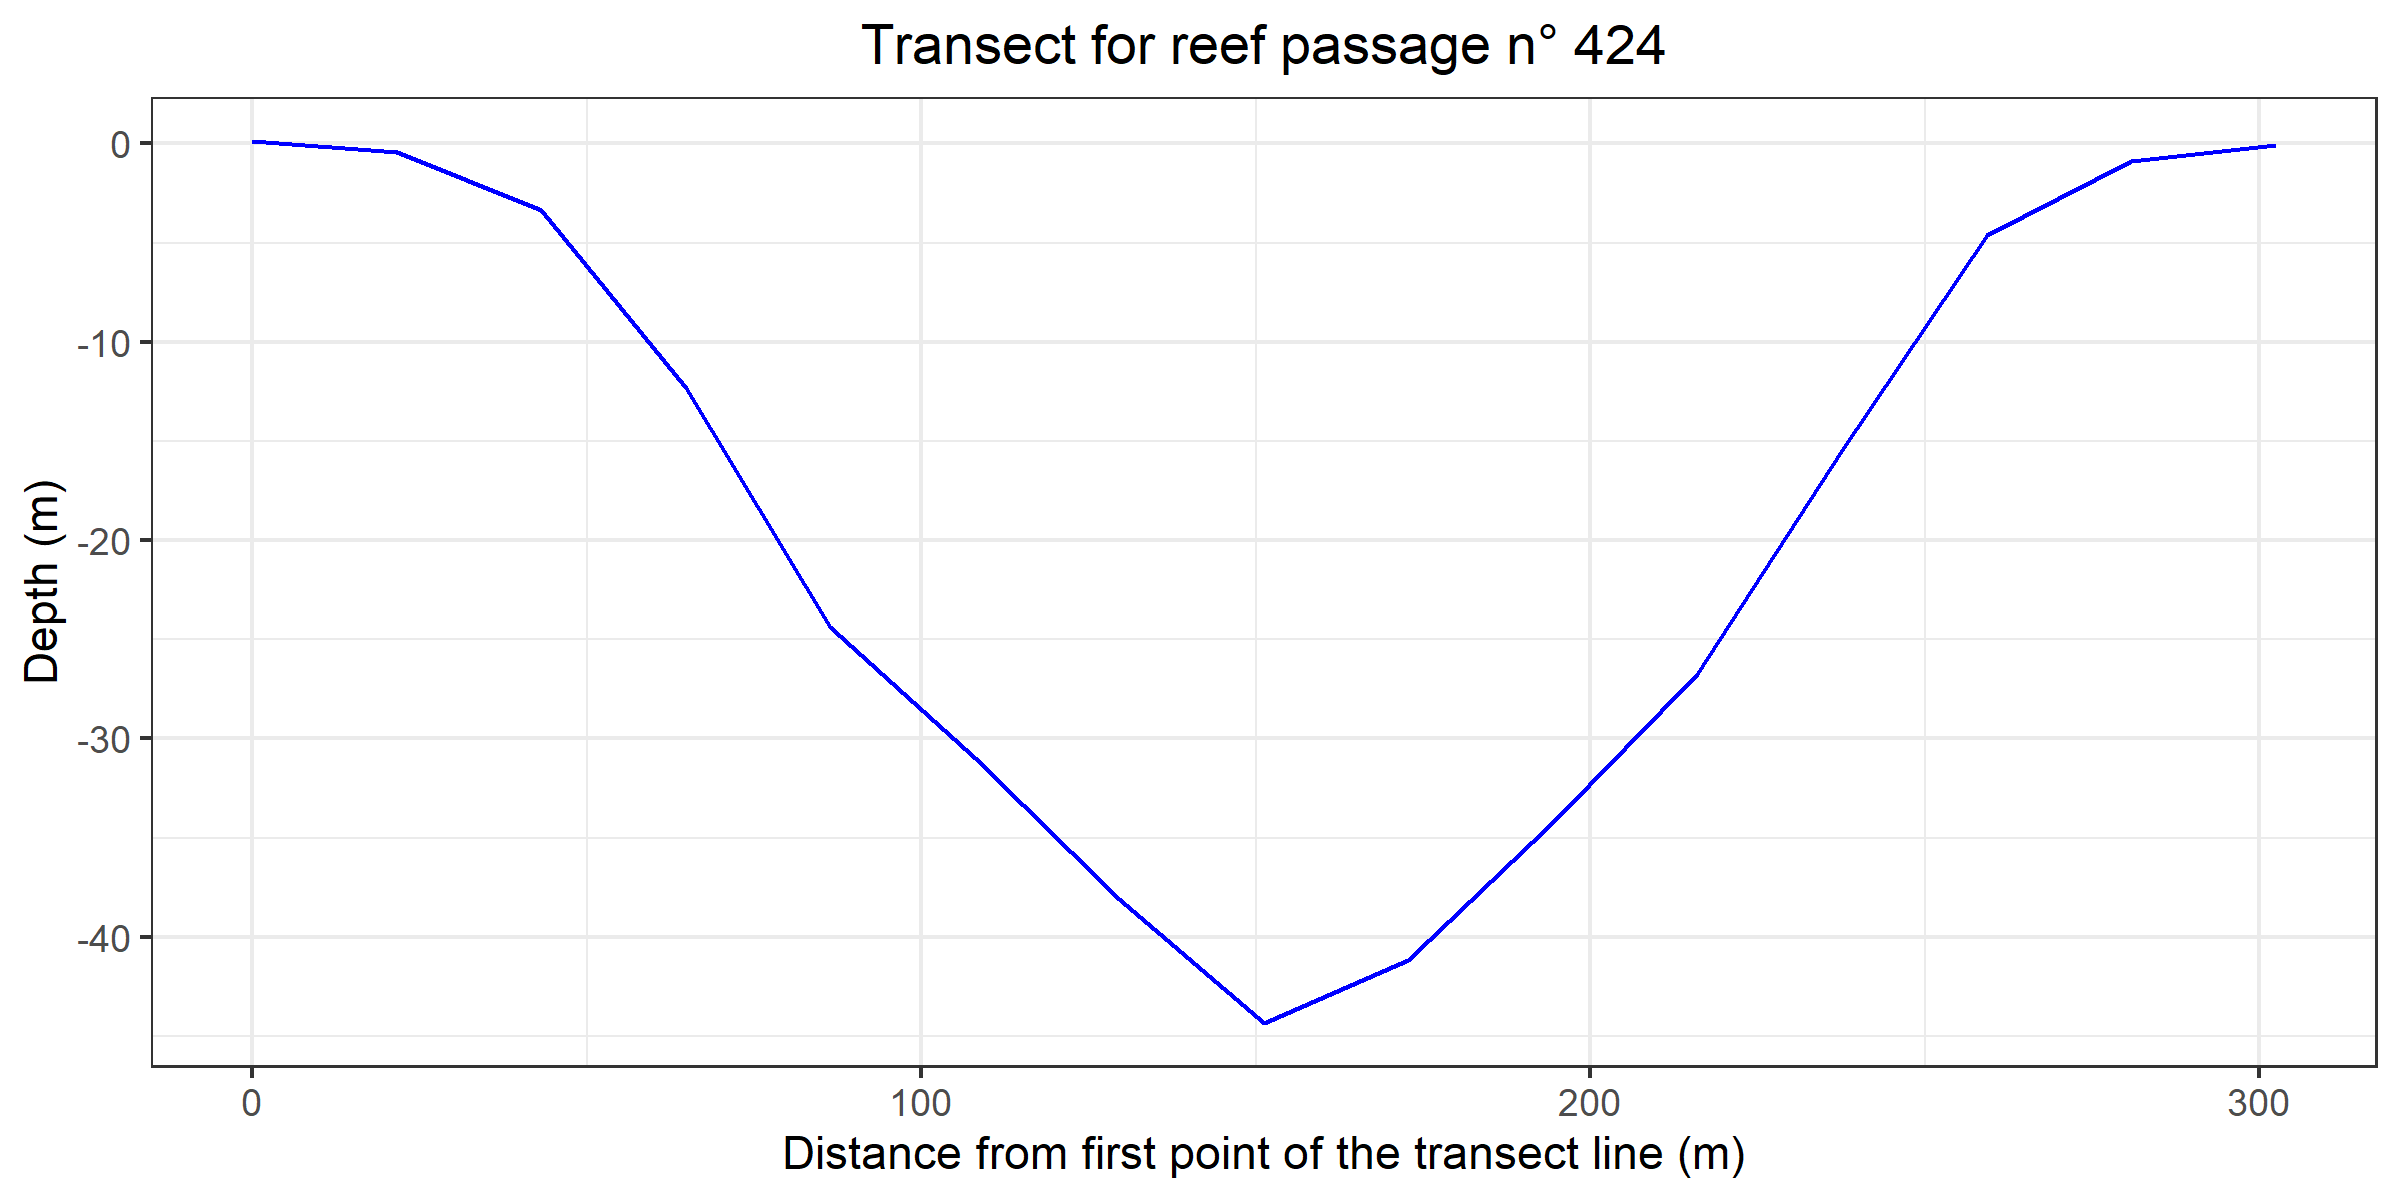 Transect for reef passage n° 424
0
-10
-20
-30
-40
Depth (m)
0 100 200 300
Distance from first point of the transect line (m)